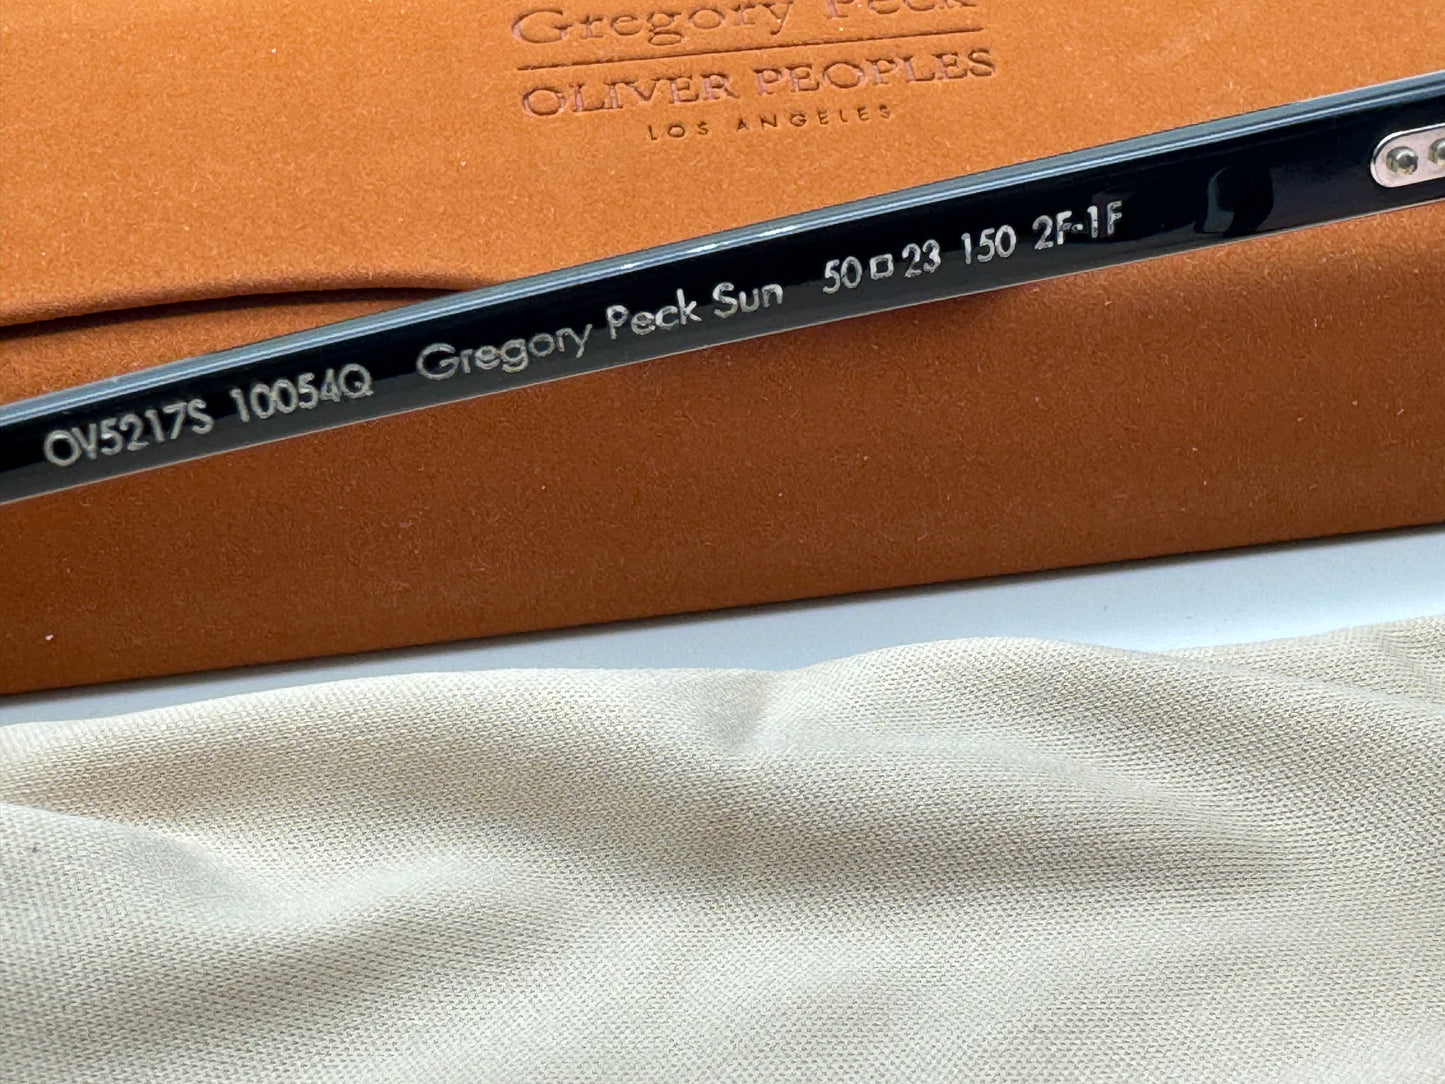 Gregory Peck
OLIVER PEOPLES
LOS ANGELES
OV5217S 10054Q Gregory Peck Sun 50□23 150 2F-1F